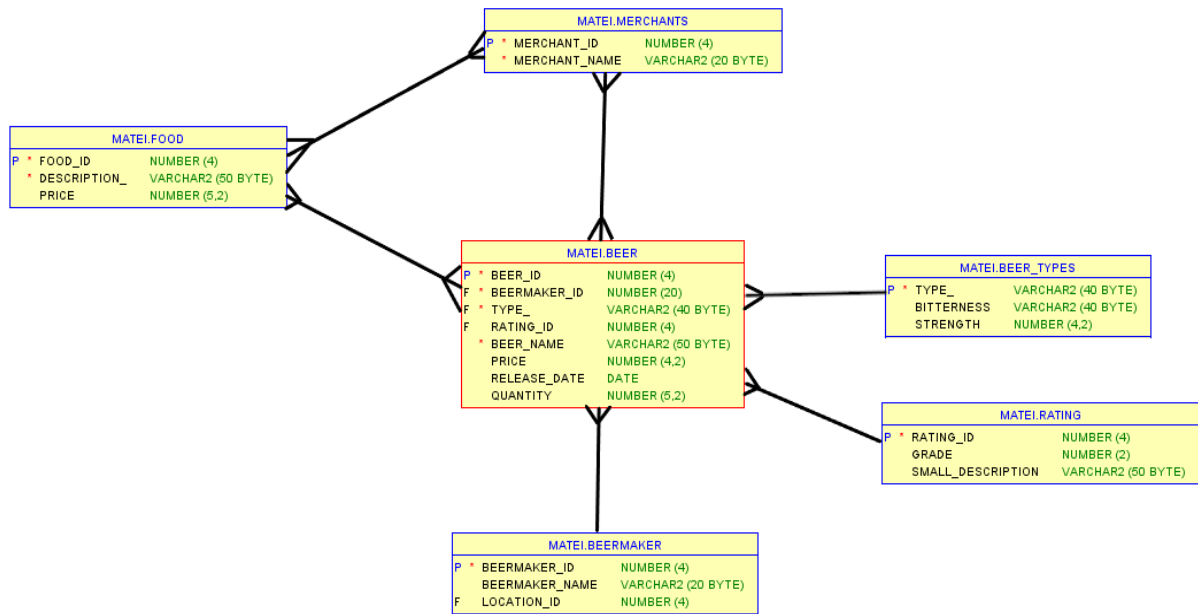 MATEI.MERCHANTS
P * MERCHANT_ID NUMBER (4)
* MERCHANT_NAME VARCHAR2 (20 BYTE)
MATEI.FOOD
P * FOOD_ID NUMBER (4)
* DESCRIPTION_ VARCHAR2 (50 BYTE)
PRICE NUMBER (5,2)
MATEI.BEER
P * BEER_ID NUMBER (4)
F * BEERMAKER_ID NUMBER (20)
F * TYPE_ VARCHAR2 (40 BYTE)
F RATING_ID NUMBER (4)
* BEER_NAME VARCHAR2 (50 BYTE)
PRICE NUMBER (4,2)
RELEASE_DATE DATE
QUANTITY NUMBER (5,2)
MATEI.BEER_TYPES
P * TYPE_ VARCHAR2 (40 BYTE)
BITTERNESS VARCHAR2 (40 BYTE)
STRENGTH NUMBER (4,2)
MATEI.RATING
P * RATING_ID NUMBER (4)
GRADE NUMBER (2)
SMALL_DESCRIPTION VARCHAR2 (50 BYTE)
MATEI.BEERMAKER
P * BEERMAKER_ID NUMBER (4)
BEERMAKER_NAME VARCHAR2 (20 BYTE)
F LOCATION_ID NUMBER (4)